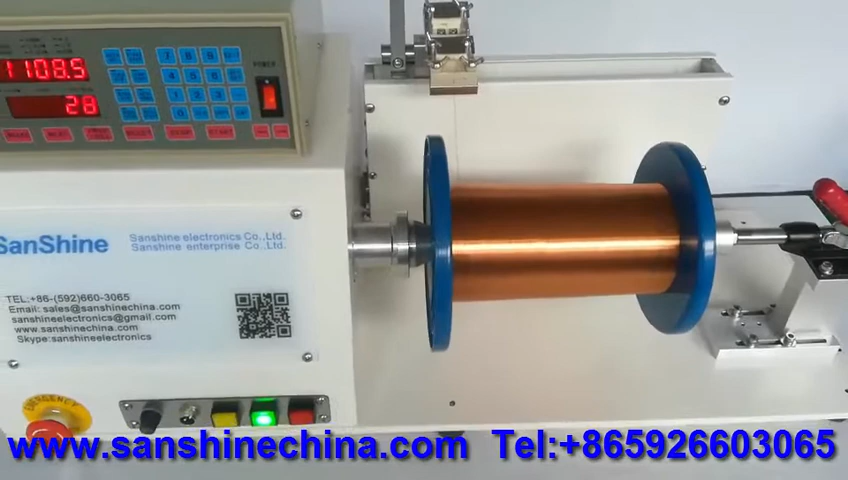 1108.5
28
POWER
SanShine
Sanshine electronics Co.,Ltd.
Sanshine enterprise Co.,Ltd.
TEL:+86-(592)660-3065
Email: sales@sanshinechina.com
sanshineelectronics@gmail.com
www.sanshinechina.com
Skype:sanshineelectronics
EMERGENCY
www.sanshinechina.com Tel:+865926603065